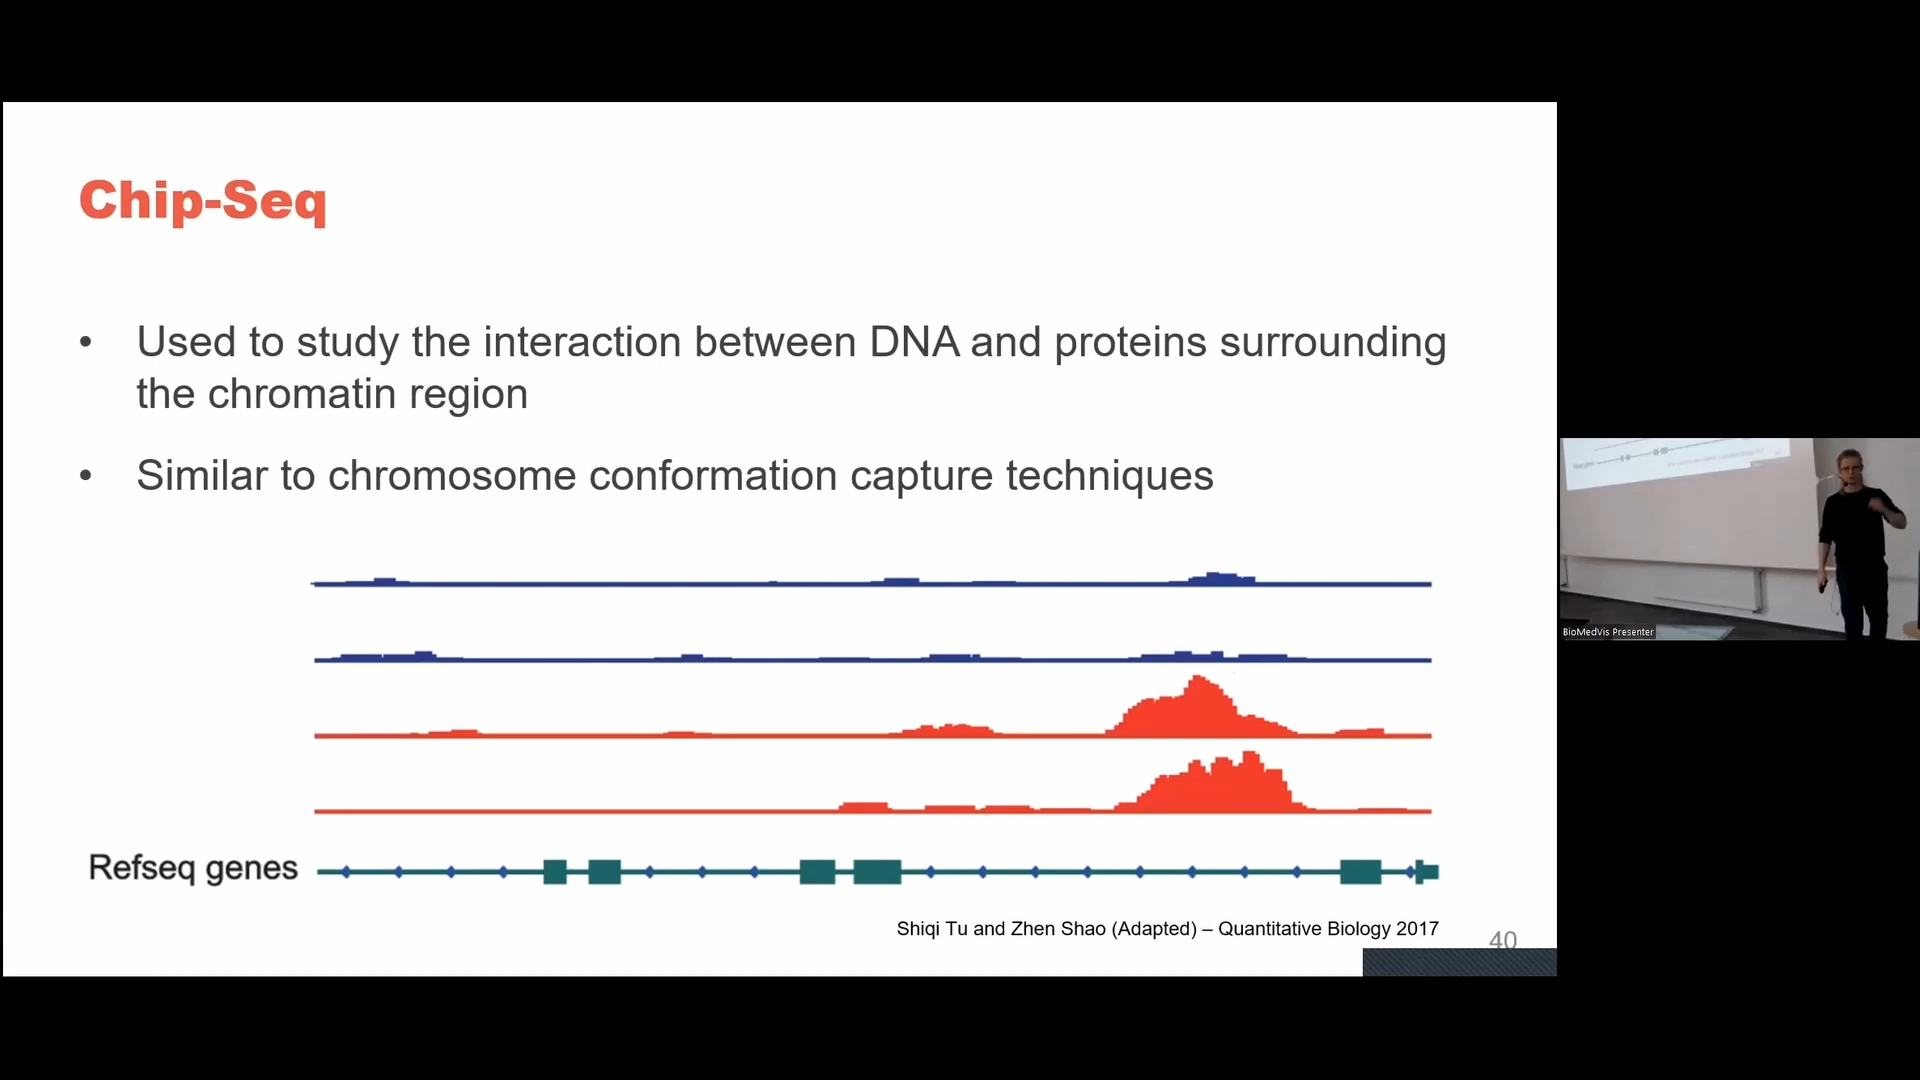 Chip-Seq
• Used to study the interaction between DNA and proteins surrounding
the chromatin region
• Similar to chromosome conformation capture techniques
Refseq genes
Shiqi Tu and Zhen Shao (Adapted) – Quantitative Biology 2017
40
BioMedVis Presenter